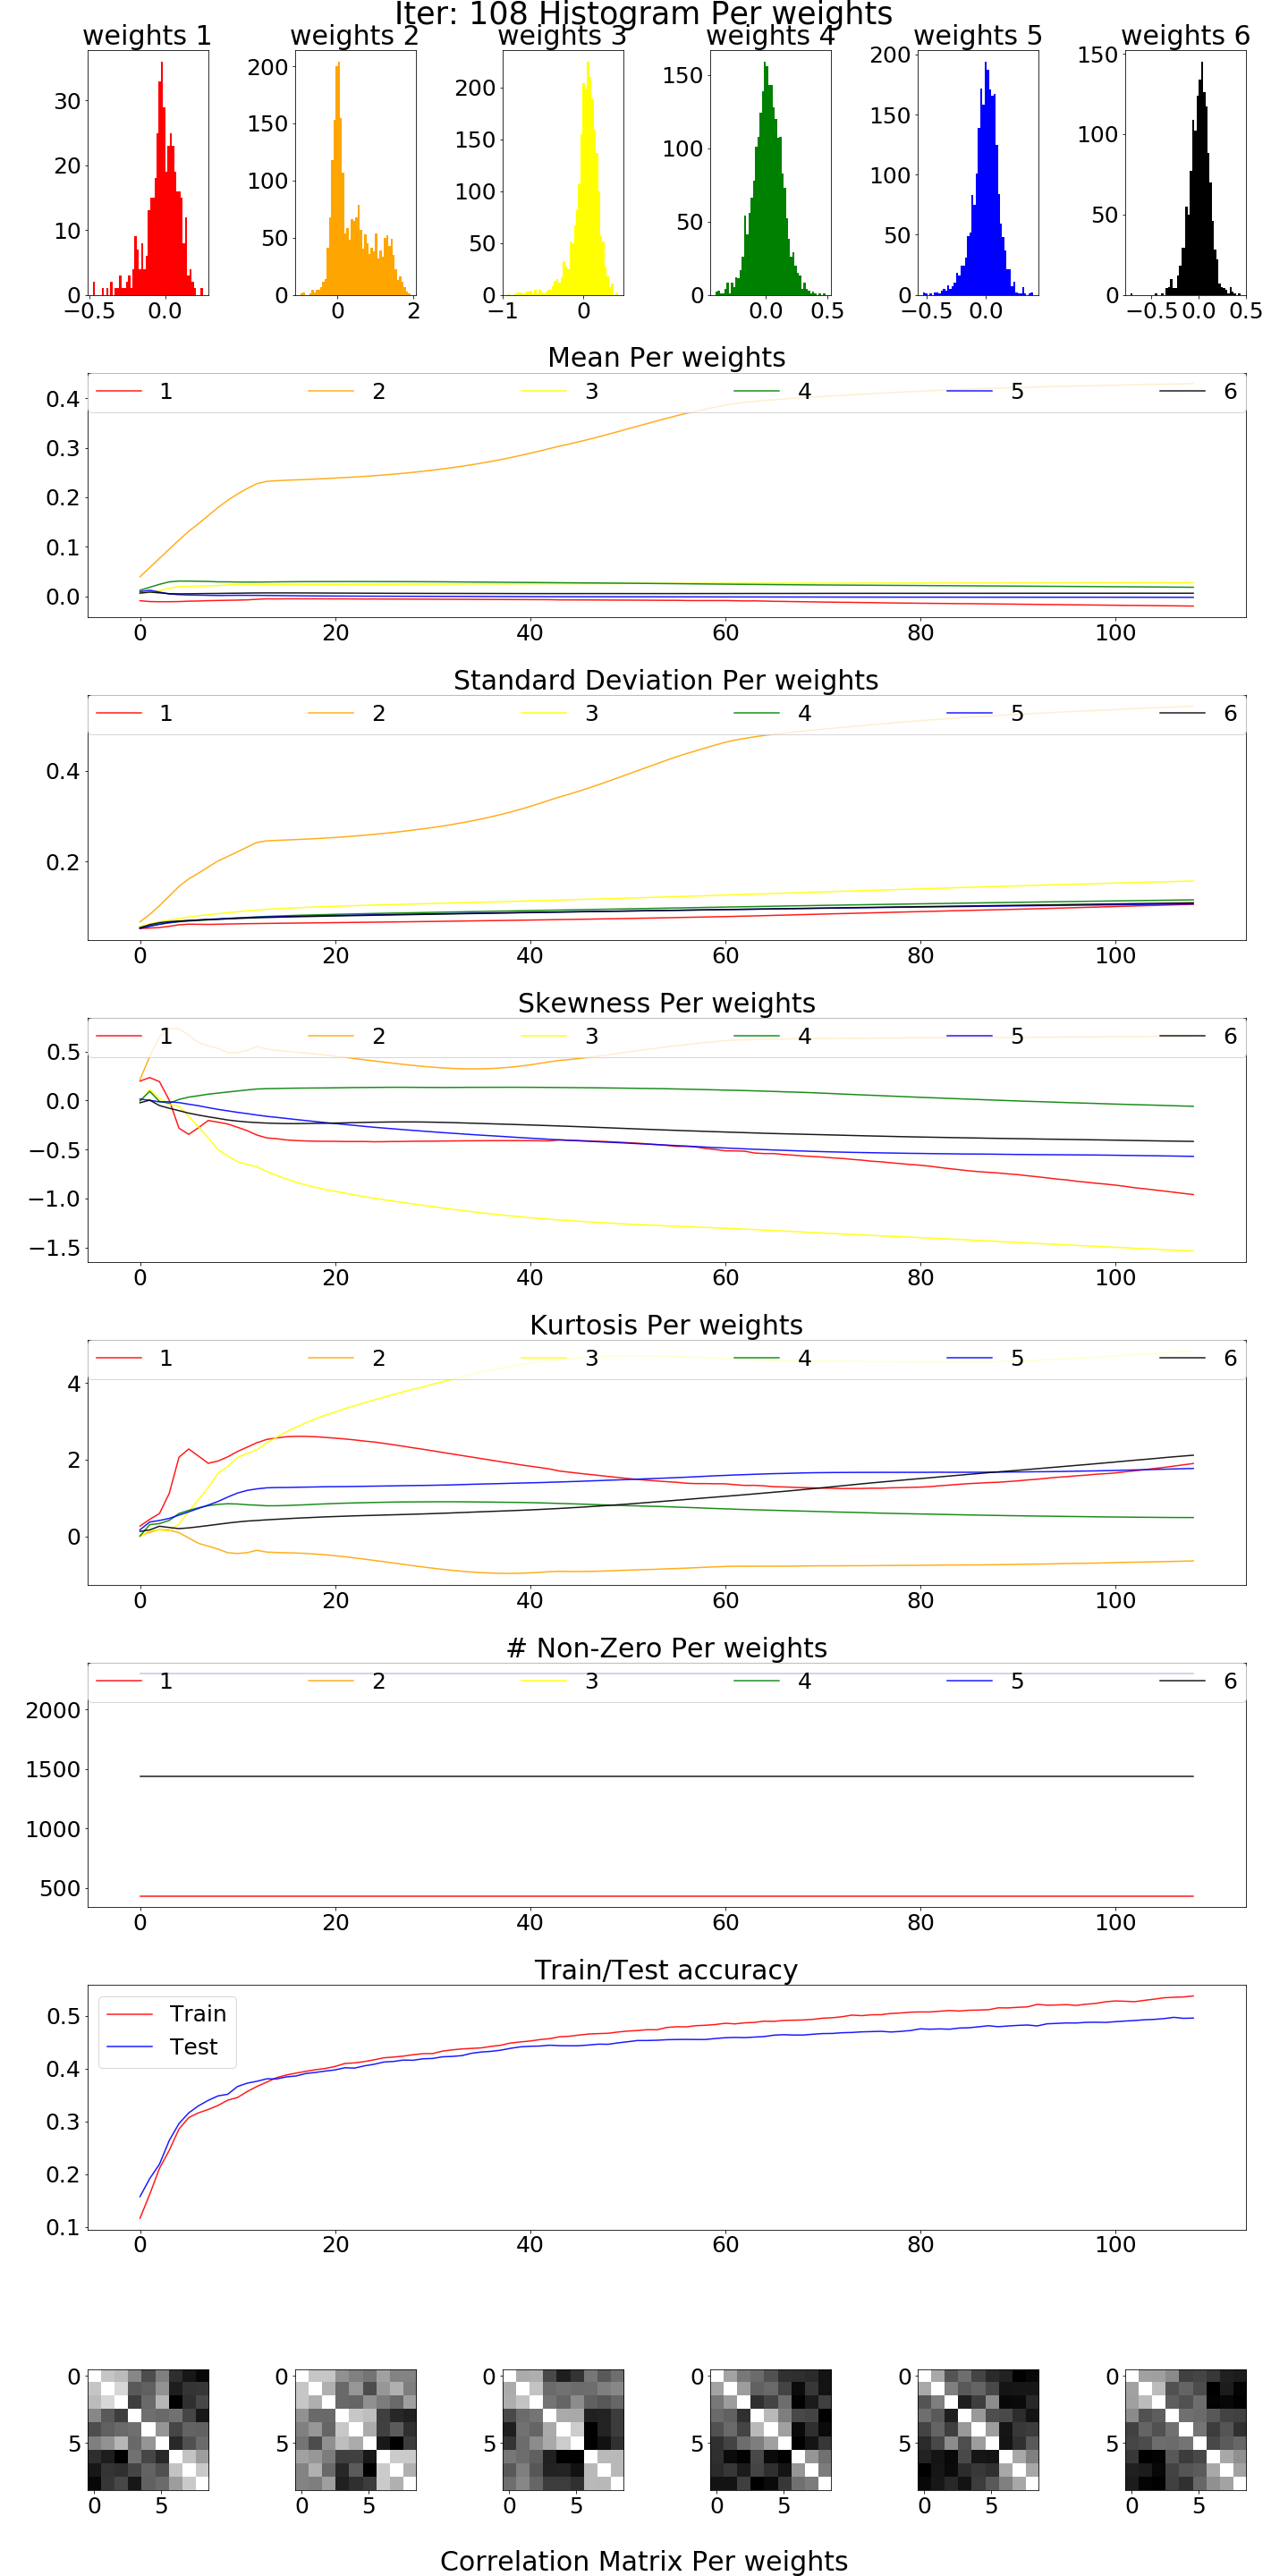 Iter: 108 Histogram Per weights
weights 1 weights 2 weights 3 weights 4 weights 5 weights 6
30 20 10 0 −0.5 0.0
200 150 100 50 0 0 2
200 150 100 50 0 −1 0
150 100 50 0 0.0 0.5
200 150 100 50 0 −0.5 0.0
150 100 50 0 −0.5 0.0 0.5
Mean Per weights
1 2 3 4 5 6
0.4
0.3
0.2
0.1
0.0
0 20 40 60 80 100
Standard Deviation Per weights
1 2 3 4 5 6
0.4
0.2
0 20 40 60 80 100
Skewness Per weights
1 2 3 4 5 6
0.5
0.0
−0.5
−1.0
−1.5
0 20 40 60 80 100
Kurtosis Per weights
1 2 3 4 5 6
4
2
0
0 20 40 60 80 100
# Non-Zero Per weights
1 2 3 4 5 6
2000
1500
1000
500
0 20 40 60 80 100
Train/Test accuracy
Train
Test
0.5
0.4
0.3
0.2
0.1
0 20 40 60 80 100
0 0 0 0 0 0
5 5 5 5 5 5
0 5 0 5 0 5 0 5 0 5 0 5
Correlation Matrix Per weights